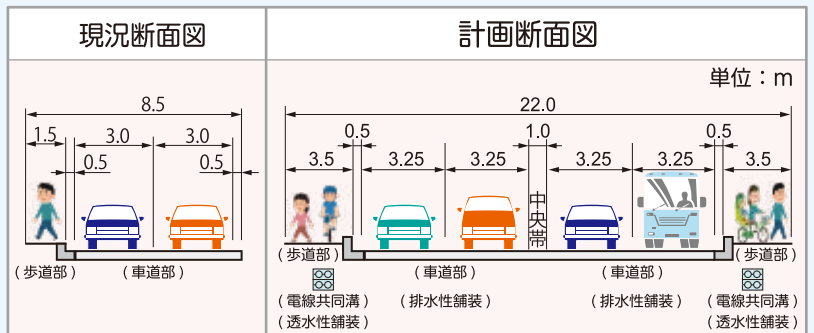 現況断面図
8.5
1.5 3.0 3.0
0.5 0.5
(歩道部) (車道部)
計画断面図
単位：m
22.0
0.5 1.0 0.5
3.5 3.25 3.25 3.25 3.25 3.5
中央帯
(歩道部) (車道部) (車道部) (歩道部)
(電線共同溝) (排水性舗装) (排水性舗装) (電線共同溝)
(透水性舗装) (透水性舗装)